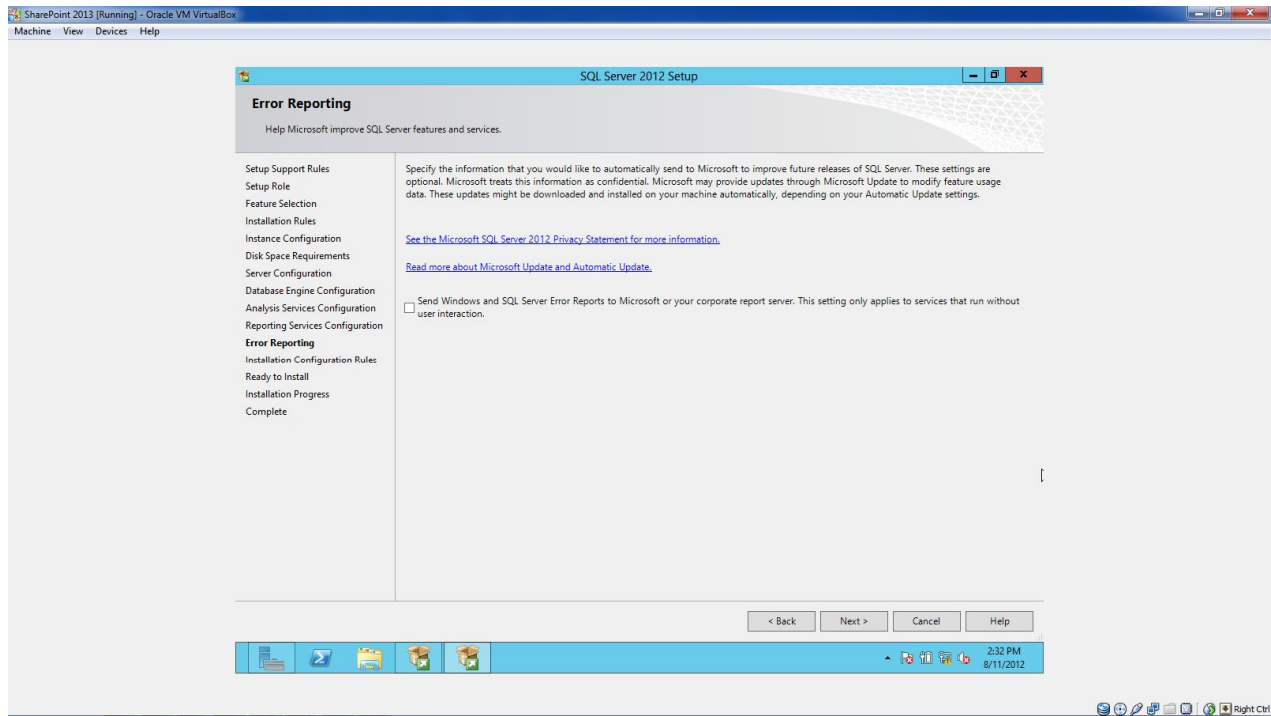 SharePoint 2013 [Running] - Oracle VM VirtualBox
Machine View Devices Help
SQL Server 2012 Setup
Error Reporting
Help Microsoft improve SQL Server features and services.
Setup Support Rules
Setup Role
Feature Selection
Installation Rules
Instance Configuration
Disk Space Requirements
Server Configuration
Database Engine Configuration
Analysis Services Configuration
Reporting Services Configuration
Error Reporting
Installation Configuration Rules
Ready to Install
Installation Progress
Complete
Specify the information that you would like to automatically send to Microsoft to improve future releases of SQL Server. These settings are
optional. Microsoft treats this information as confidential. Microsoft may provide updates through Microsoft Update to modify feature usage
data. These updates might be downloaded and installed on your machine automatically, depending on your Automatic Update settings.
See the Microsoft SQL Server 2012 Privacy Statement for more information.
Read more about Microsoft Update and Automatic Update.
Send Windows and SQL Server Error Reports to Microsoft or your corporate report server. This setting only applies to services that run without
user interaction.
< Back Next > Cancel Help
2:32 PM
8/11/2012
Right Ctrl